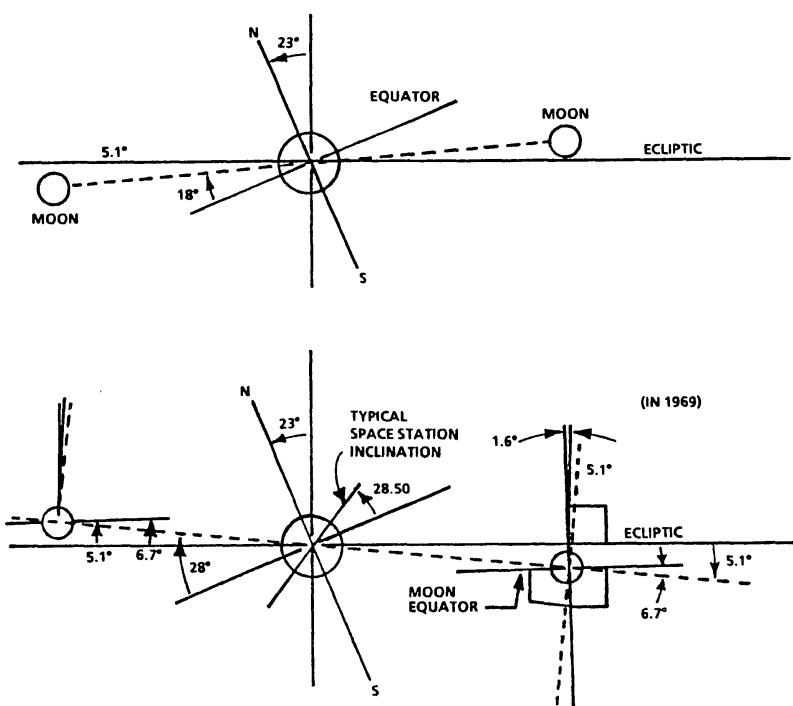 N
23°
EQUATOR
MOON
5.1°
ECLIPTIC
18°
MOON
S
N
23°
TYPICAL
SPACE STATION
INCLINATION
(IN 1969)
1.6°
5.1°
28.50
ECLIPTIC
5.1°
6.7°
28°
5.1°
MOON
EQUATOR
6.7°
S